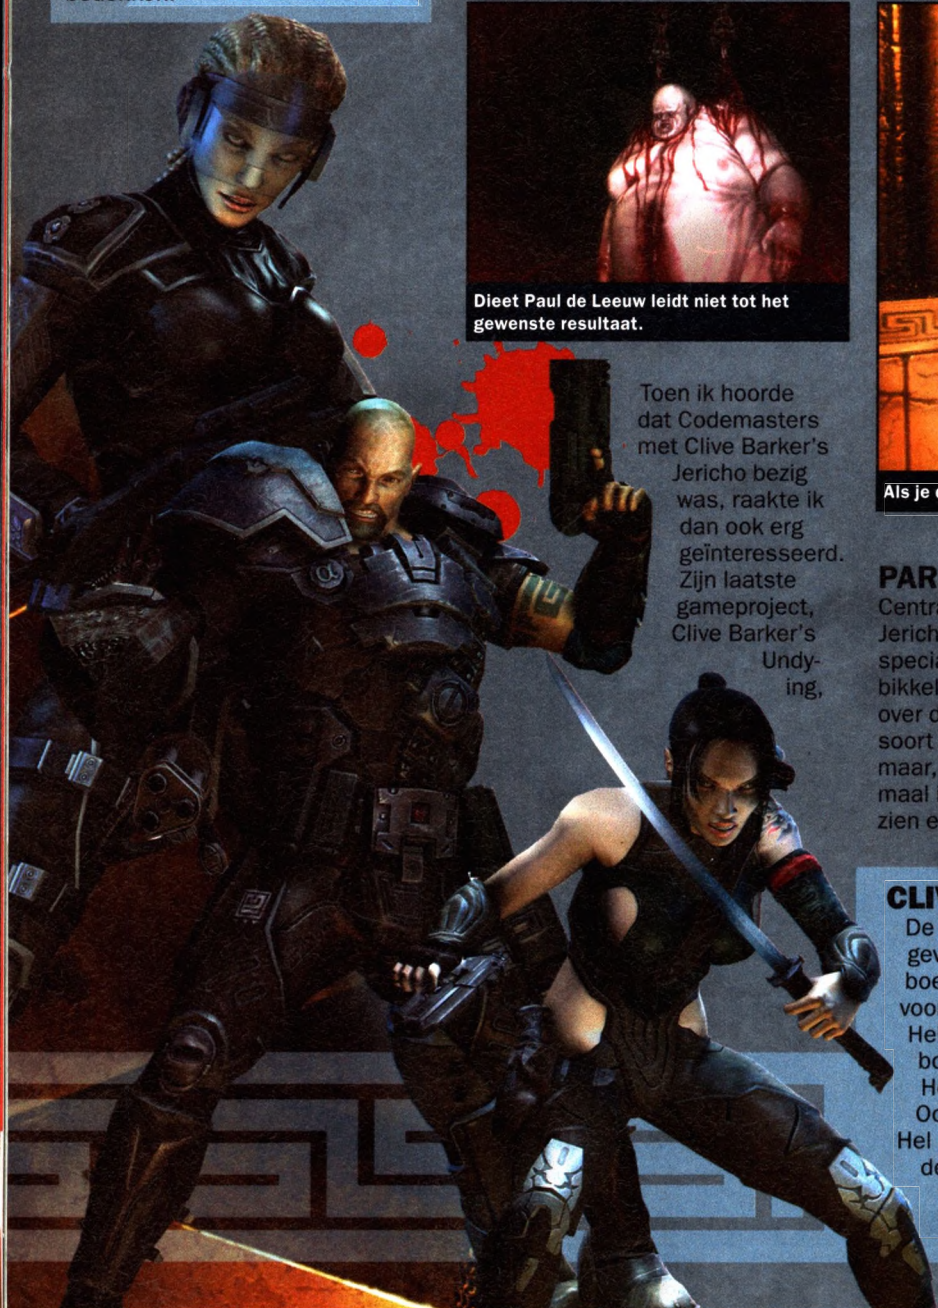 Dieet Paul de Leeuw leidt niet tot het
gewenste resultaat.
Toen ik hoorde
dat Codemasters
met Clive Barker's
Jericho bezig
was, raakte ik
dan ook erg
geïnteresseerd.
Zijn laatste
gameproject,
Clive Barker's
Undy-
ing,
Als je
PAR
Centra
Jerich
specia
bikkel
over d
soort
maar,
maal
zien e
CLIV
De
gev
boe
voo
He
bo
H
Oc
Hel
de